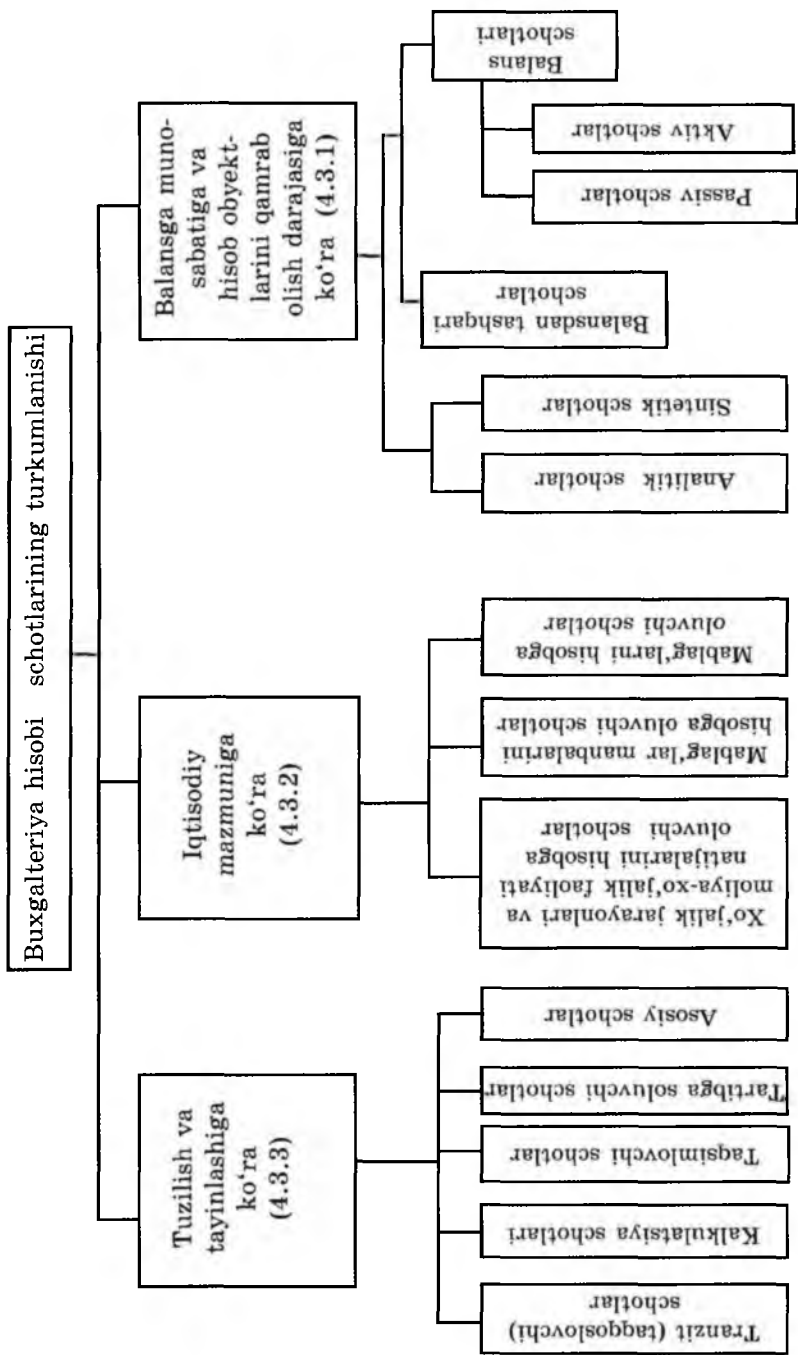 Buxgalteriya hisobi schotlarining turkumlanishi
Tuzilish va
tayinlashiga
ko‘ra
(4.3.3)
Iqtisodiy
mazmuniga
ko‘ra
(4.3.2)
Balansga muno-
sabatiga va
hisob obyekt-
larini qamrab
olish darajasiga
ko‘ra (4.3.1)
Tranzit (taqqoslovchi)
schotlar
Kalkulatsiya schotlari
Taqsimlovchi schotlar
Tartibga soluvchi schotlar
Asosiy schotlar
Xo‘jalik jarayonlari va
moliya-xo‘jalik faoliyati
natijalarini hisobga
oluvchi schotlar
Mablag‘lar manbalarini
hisobga oluvchi schotlar
Mablag‘larni hisobga
oluvchi schotlar
Analitik schotlar
Sintetik schotlar
Balansdan tashqari
schotlar
Balans
schotlari
Passiv schotlar
Aktiv schotlar